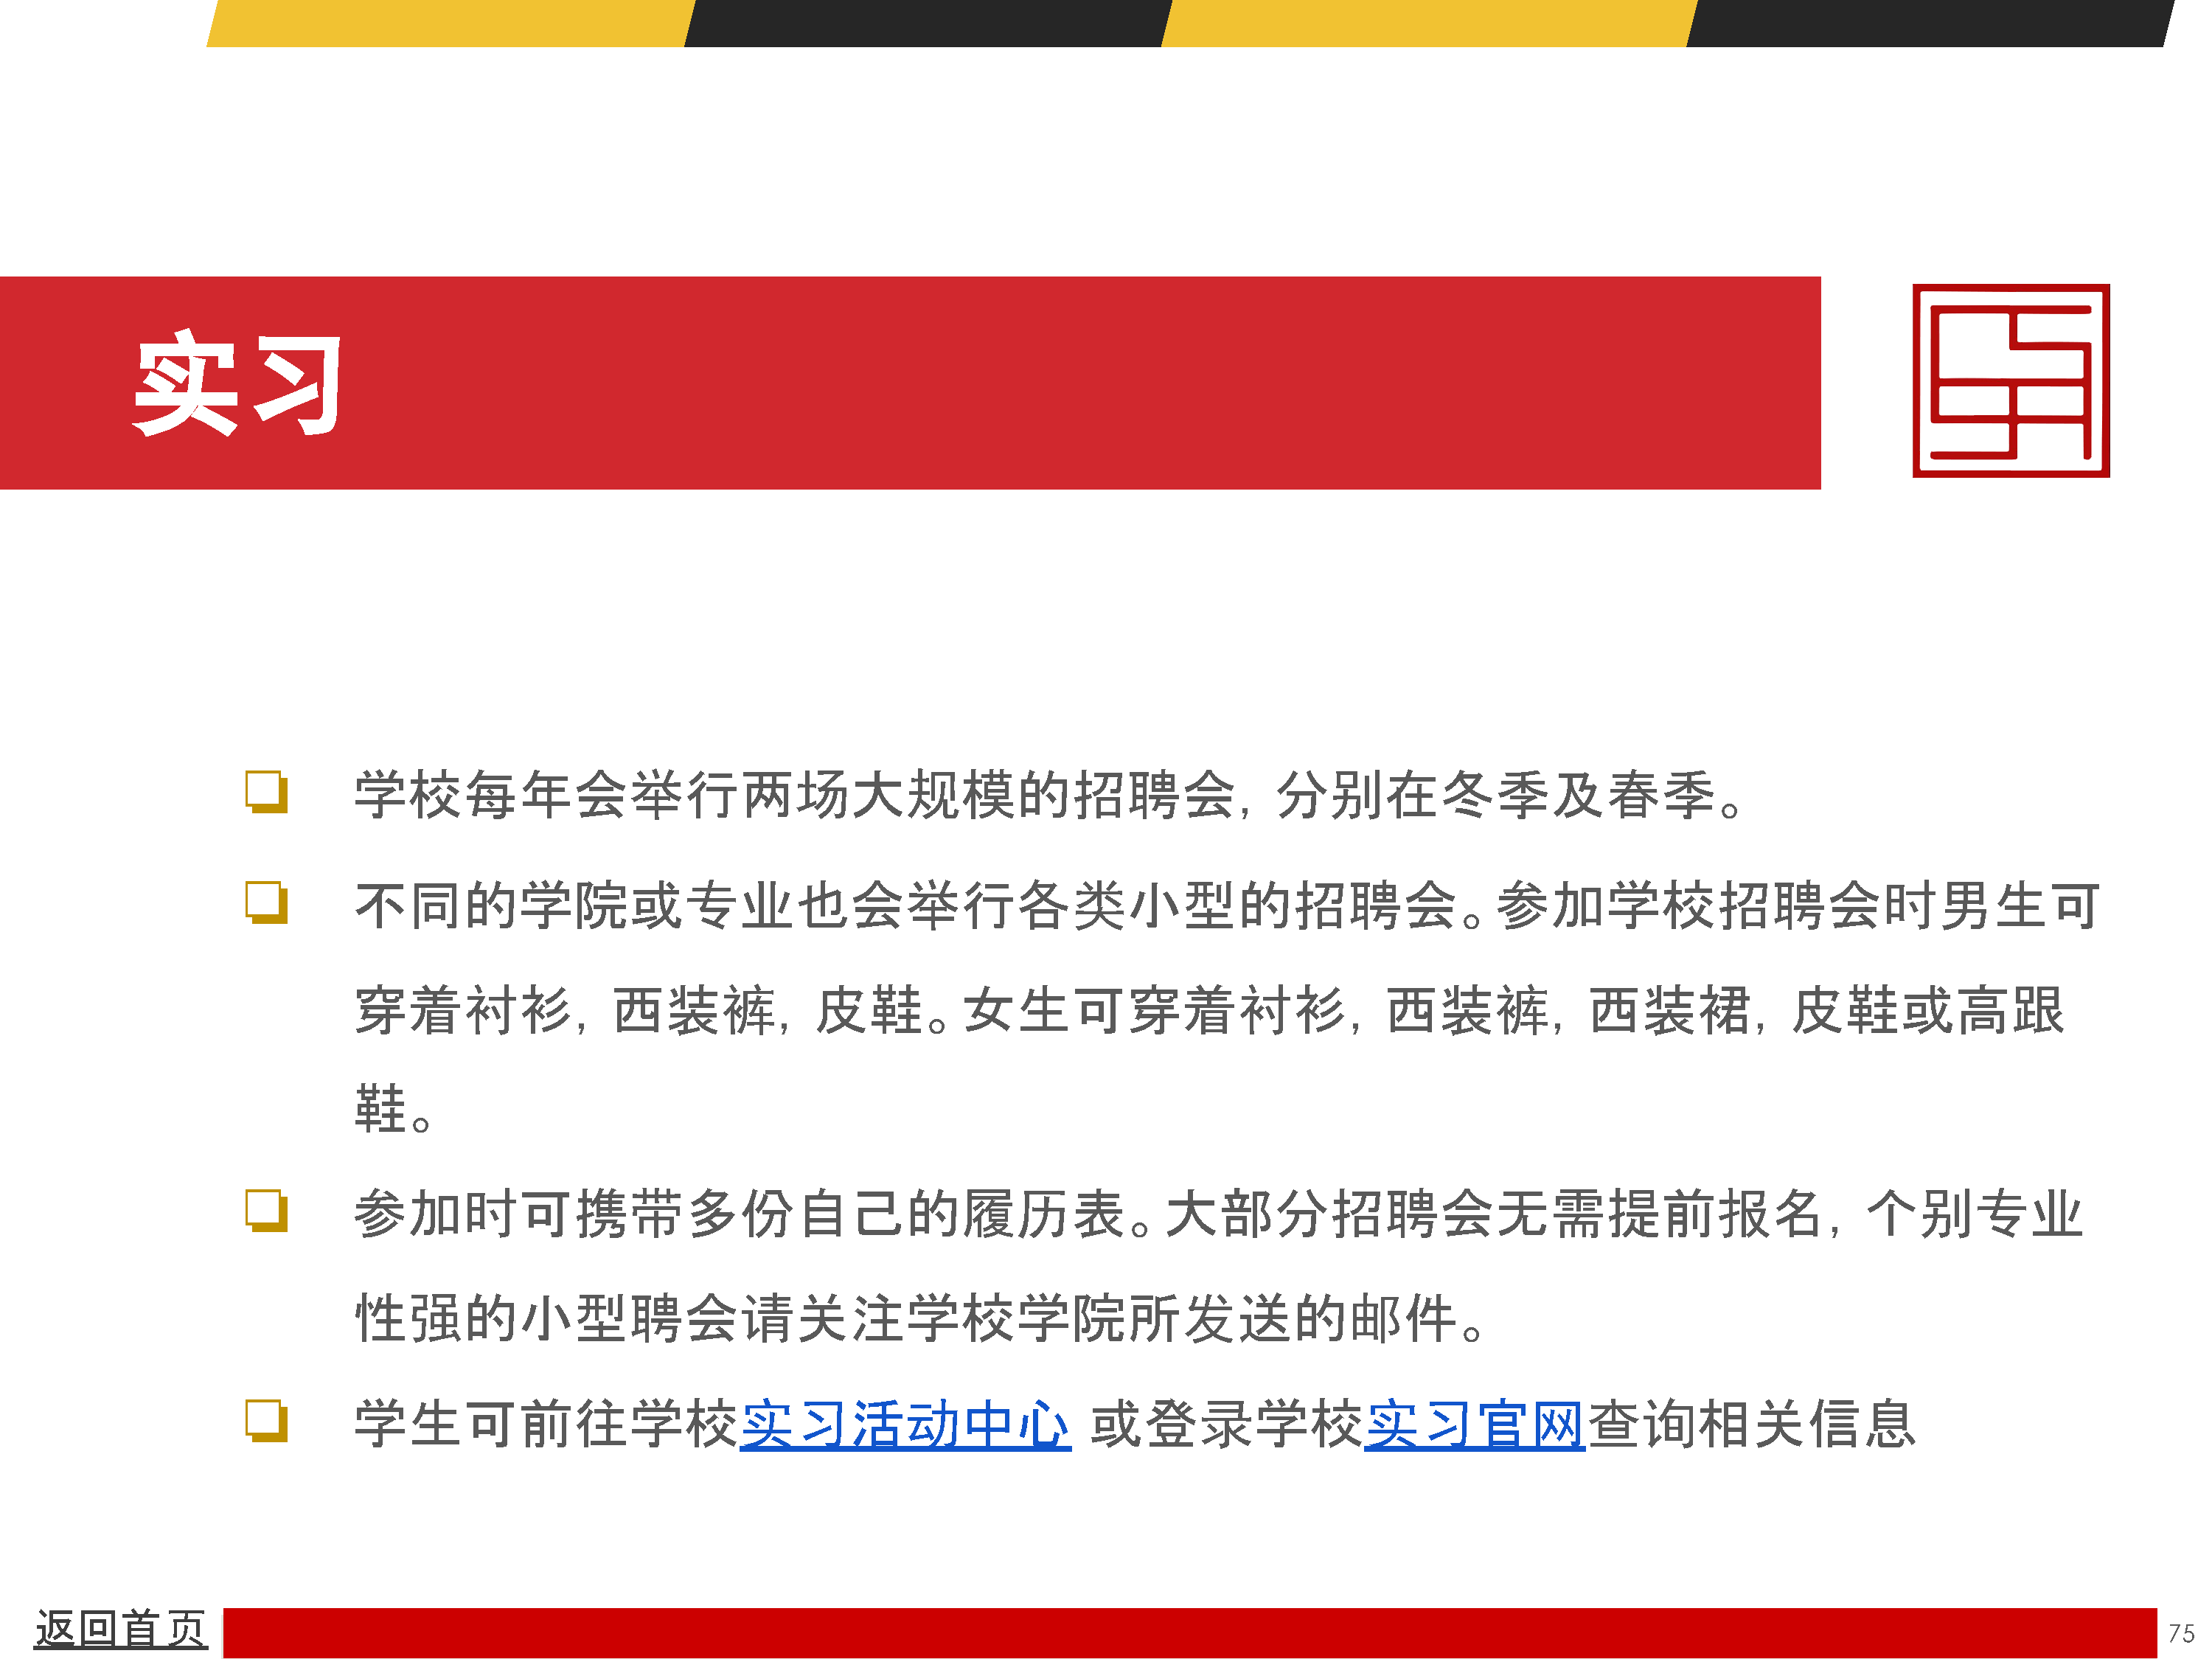 实习
学校每年会举行两场大规模的招聘会，分别在冬季及春季。
不同的学院或专业也会举行各类小型的招聘会。参加学校招聘会时男生可
穿着衬衫，西装裤，皮鞋。女生可穿着衬衫，西装裤，西装裙，皮鞋或高跟
鞋。
参加时可携带多份自己的履历表。大部分招聘会无需提前报名，个别专业
性强的小型聘会请关注学校学院所发送的邮件。
学生可前往学校实习活动中心 或登录学校实习官网查询相关信息
返回首页
75